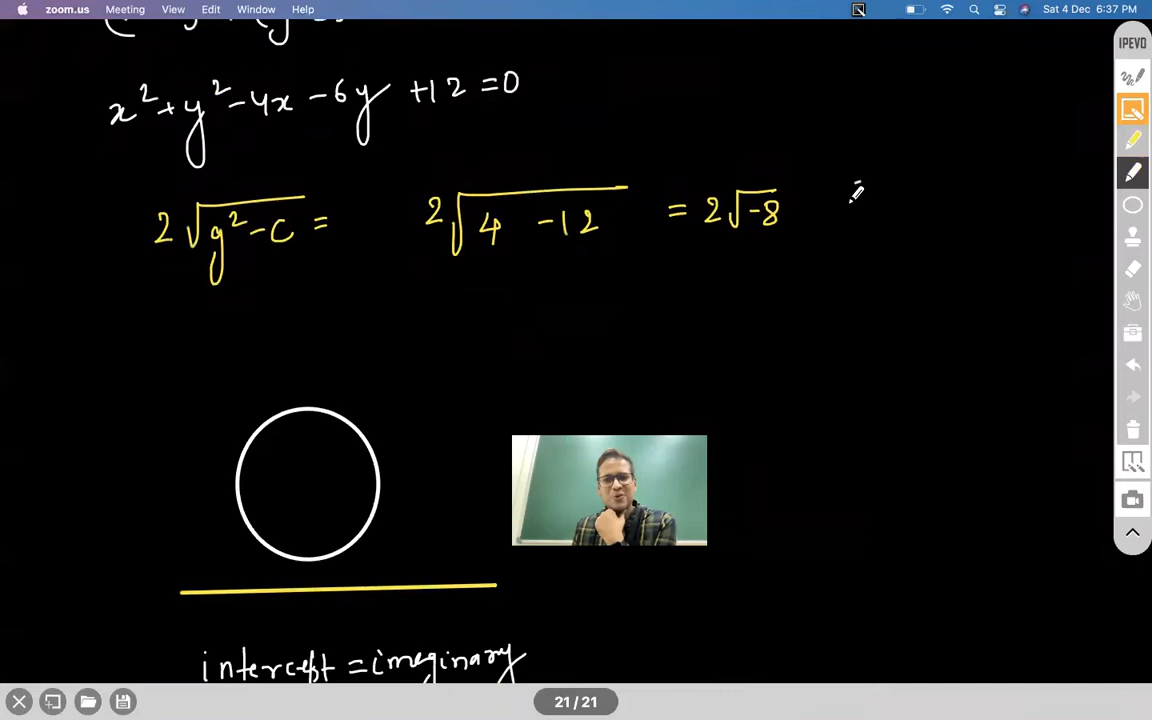 zoom.us Meeting View Edit Window Help Sat 4 Dec 6:37 PM
IPEVO
x² + y² - 4x - 6y + 12 = 0
2√(g² - c) = 2√(4 - 12) = 2√-8
intercept = imeginary
21 / 21